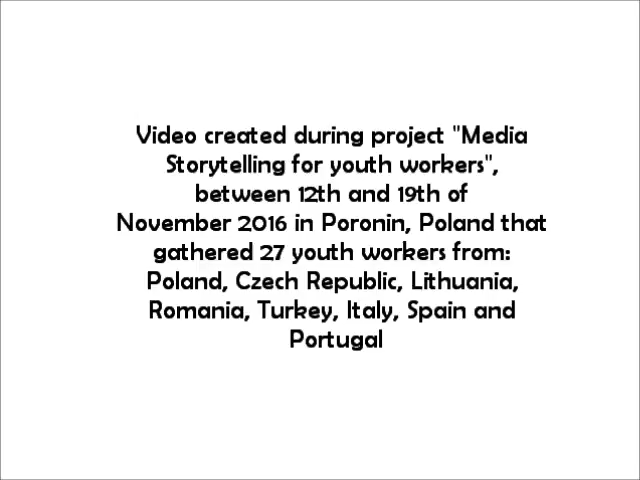 Video created during project "Media
Storytelling for youth workers",
between 12th and 19th of
November 2016 in Poronin, Poland that
gathered 27 youth workers from:
Poland, Czech Republic, Lithuania,
Romania, Turkey, Italy, Spain and
Portugal